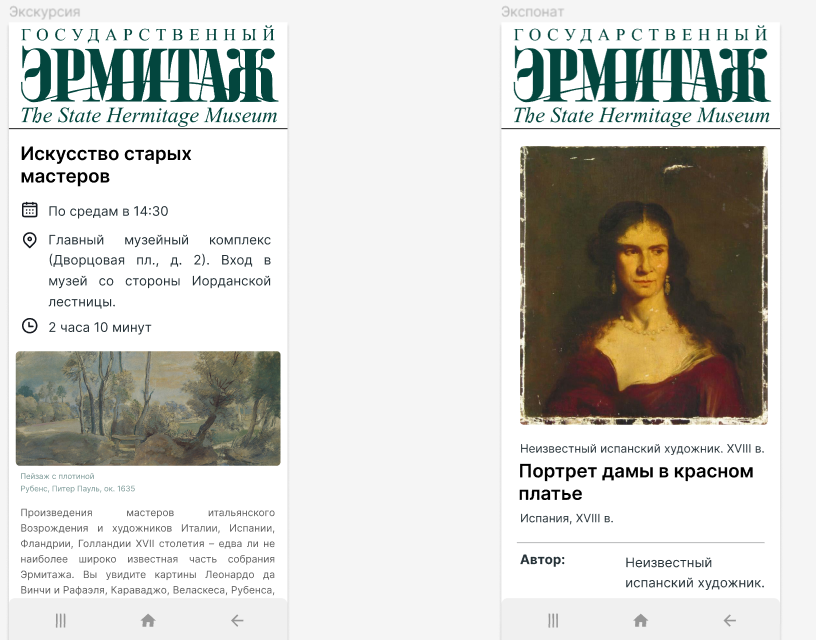 Экскурсия
ГОСУДАРСТВЕННЫЙ
ЭРМИТАЖ
The State Hermitage Museum
Искусство старых
мастеров
По средам в 14:30
Главный музейный комплекс
(Дворцовая пл., д. 2). Вход в
музей со стороны Иорданской
лестницы.
2 часа 10 минут
Пейзаж с плотиной
Рубенс, Питер Пауль, ок. 1635
Произведения мастеров итальянского
Возрождения и художников Италии, Испании,
Фландрии, Голландии XVII столетия – едва ли не
наиболее широко известная часть собрания
Эрмитажа. Вы увидите картины Леонардо да
Винчи и Рафаэля, Караваджо, Веласкеса, Рубенса,
Экспонат
ГОСУДАРСТВЕННЫЙ
ЭРМИТАЖ
The State Hermitage Museum
Неизвестный испанский художник. XVIII в.
Портрет дамы в красном
платье
Испания, XVIII в.
Автор: Неизвестный
испанский художник.